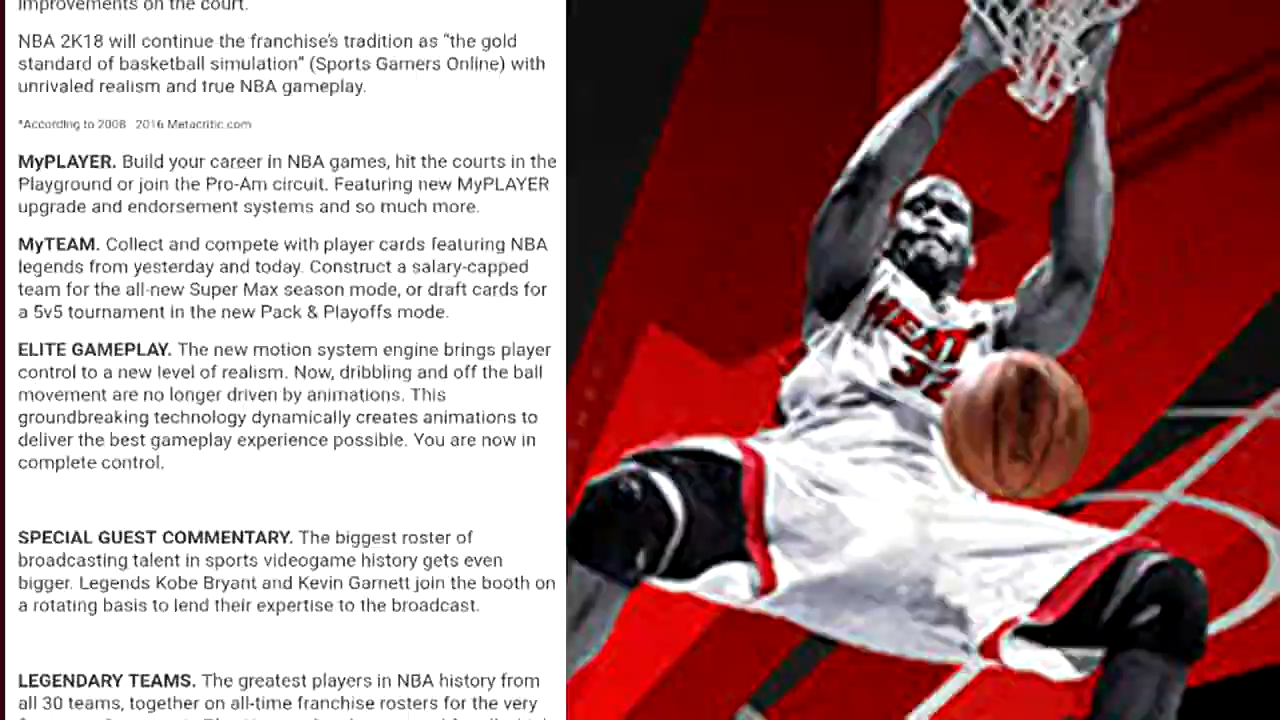 improvements on the court.
NBA 2K18 will continue the franchise's tradition as "the gold
standard of basketball simulation" (Sports Gamers Online) with
unrivaled realism and true NBA gameplay.
*According to 2008 2016 Metacritic.com
MyPLAYER. Build your career in NBA games, hit the courts in the
Playground or join the Pro-Am circuit. Featuring new MyPLAYER
upgrade and endorsement systems and so much more.
MyTEAM. Collect and compete with player cards featuring NBA
legends from yesterday and today. Construct a salary-capped
team for the all-new Super Max season mode, or draft cards for
a 5v5 tournament in the new Pack & Playoffs mode.
ELITE GAMEPLAY. The new motion system engine brings player
control to a new level of realism. Now, dribbling and off the ball
movement are no longer driven by animations. This
groundbreaking technology dynamically creates animations to
deliver the best gameplay experience possible. You are now in
complete control.
SPECIAL GUEST COMMENTARY. The biggest roster of
broadcasting talent in sports videogame history gets even
bigger. Legends Kobe Bryant and Kevin Garnett join the booth on
a rotating basis to lend their expertise to the broadcast.
LEGENDARY TEAMS. The greatest players in NBA history from
all 30 teams, together on all-time franchise rosters for the very
HEAT
32